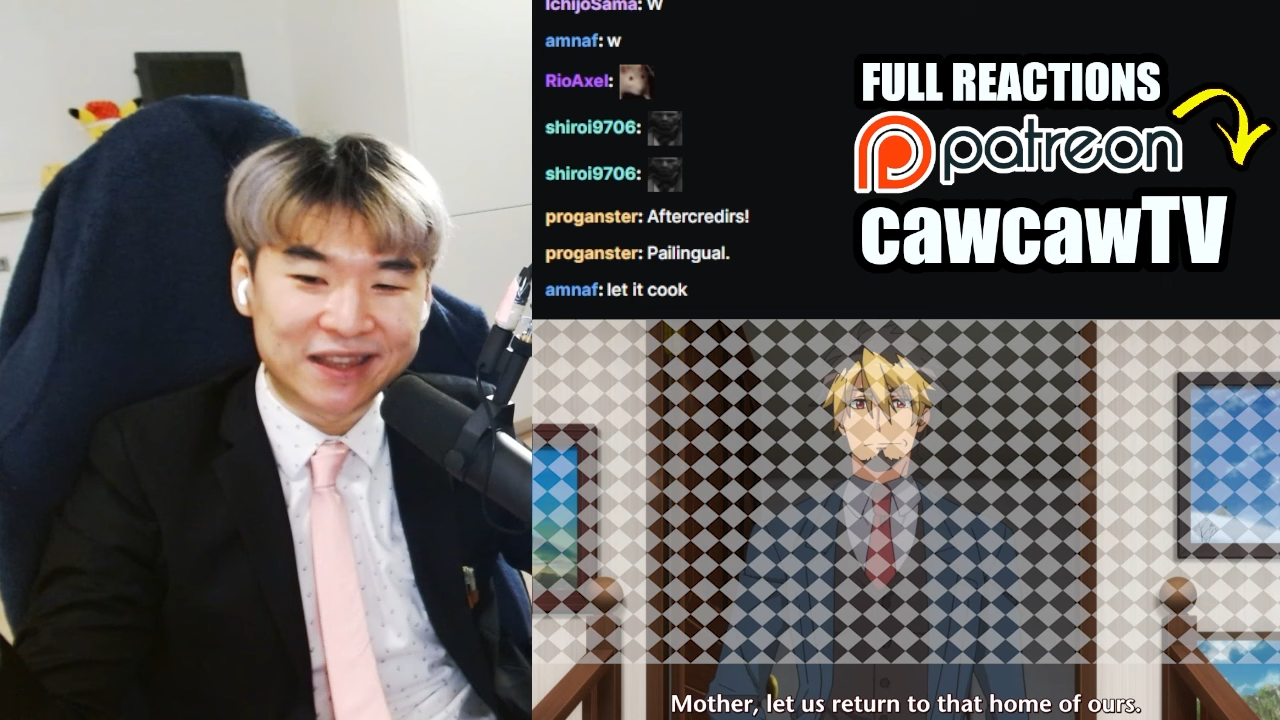 IchijoSama: W
amnaf: w
RioAxel:
shiroi9706:
shiroi9706:
proganster: Aftercredirs!
proganster: Pailingual.
amnaf: let it cook
FULL REACTIONS
patreon
cawcawTV
Mother, let us return to that home of ours.